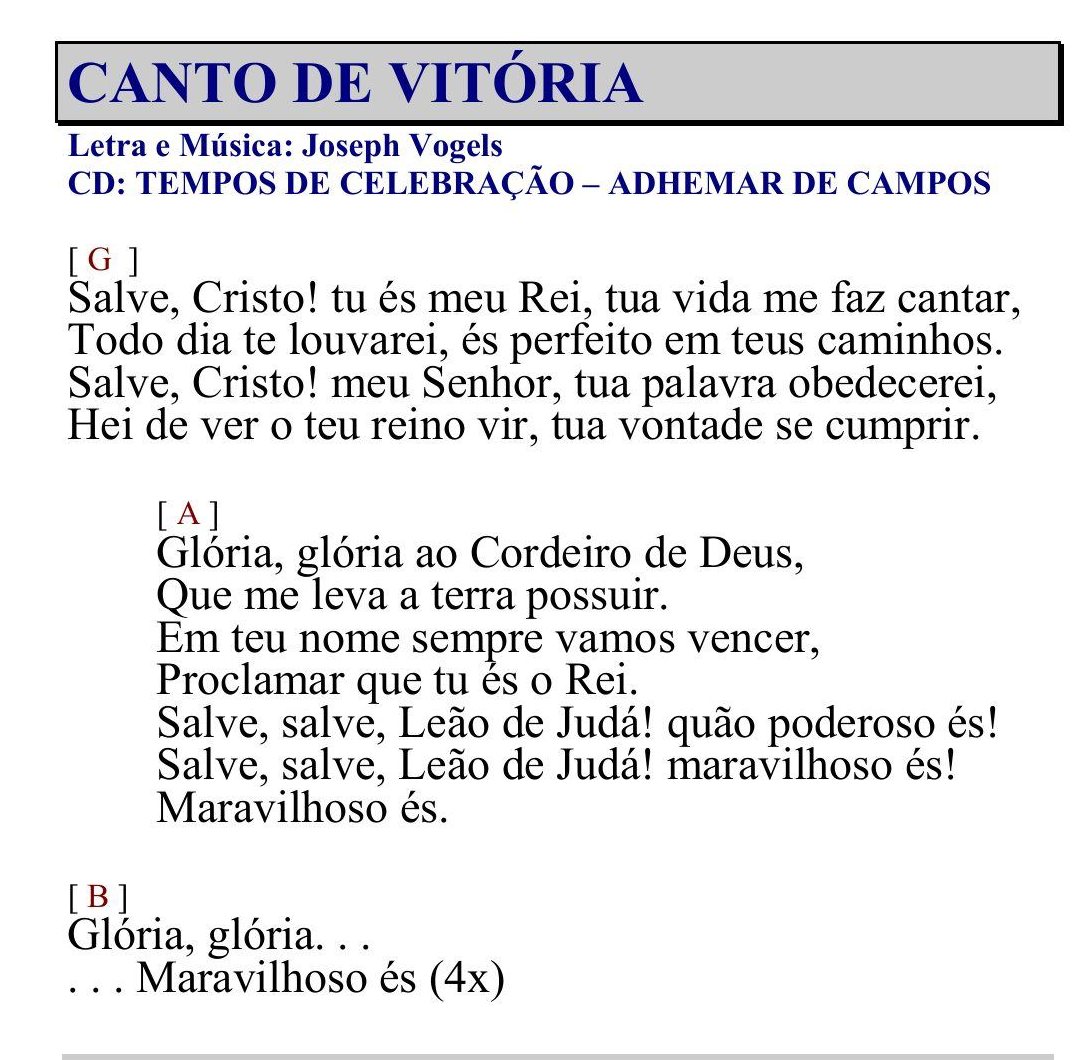 CANTO DE VITÓRIA
Letra e Música: Joseph Vogels
CD: TEMPOS DE CELEBRAÇÃO – ADHEMAR DE CAMPOS
[ G ]
Salve, Cristo! tu és meu Rei, tua vida me faz cantar,
Todo dia te louvarei, és perfeito em teus caminhos.
Salve, Cristo! meu Senhor, tua palavra obedecerei,
Hei de ver o teu reino vir, tua vontade se cumprir.
[ A ]
Glória, glória ao Cordeiro de Deus,
Que me leva a terra possuir.
Em teu nome sempre vamos vencer,
Proclamar que tu és o Rei.
Salve, salve, Leão de Judá! quão poderoso és!
Salve, salve, Leão de Judá! maravilhoso és!
Maravilhoso és.
[ B ]
Glória, glória. . .
. . . Maravilhoso és (4x)